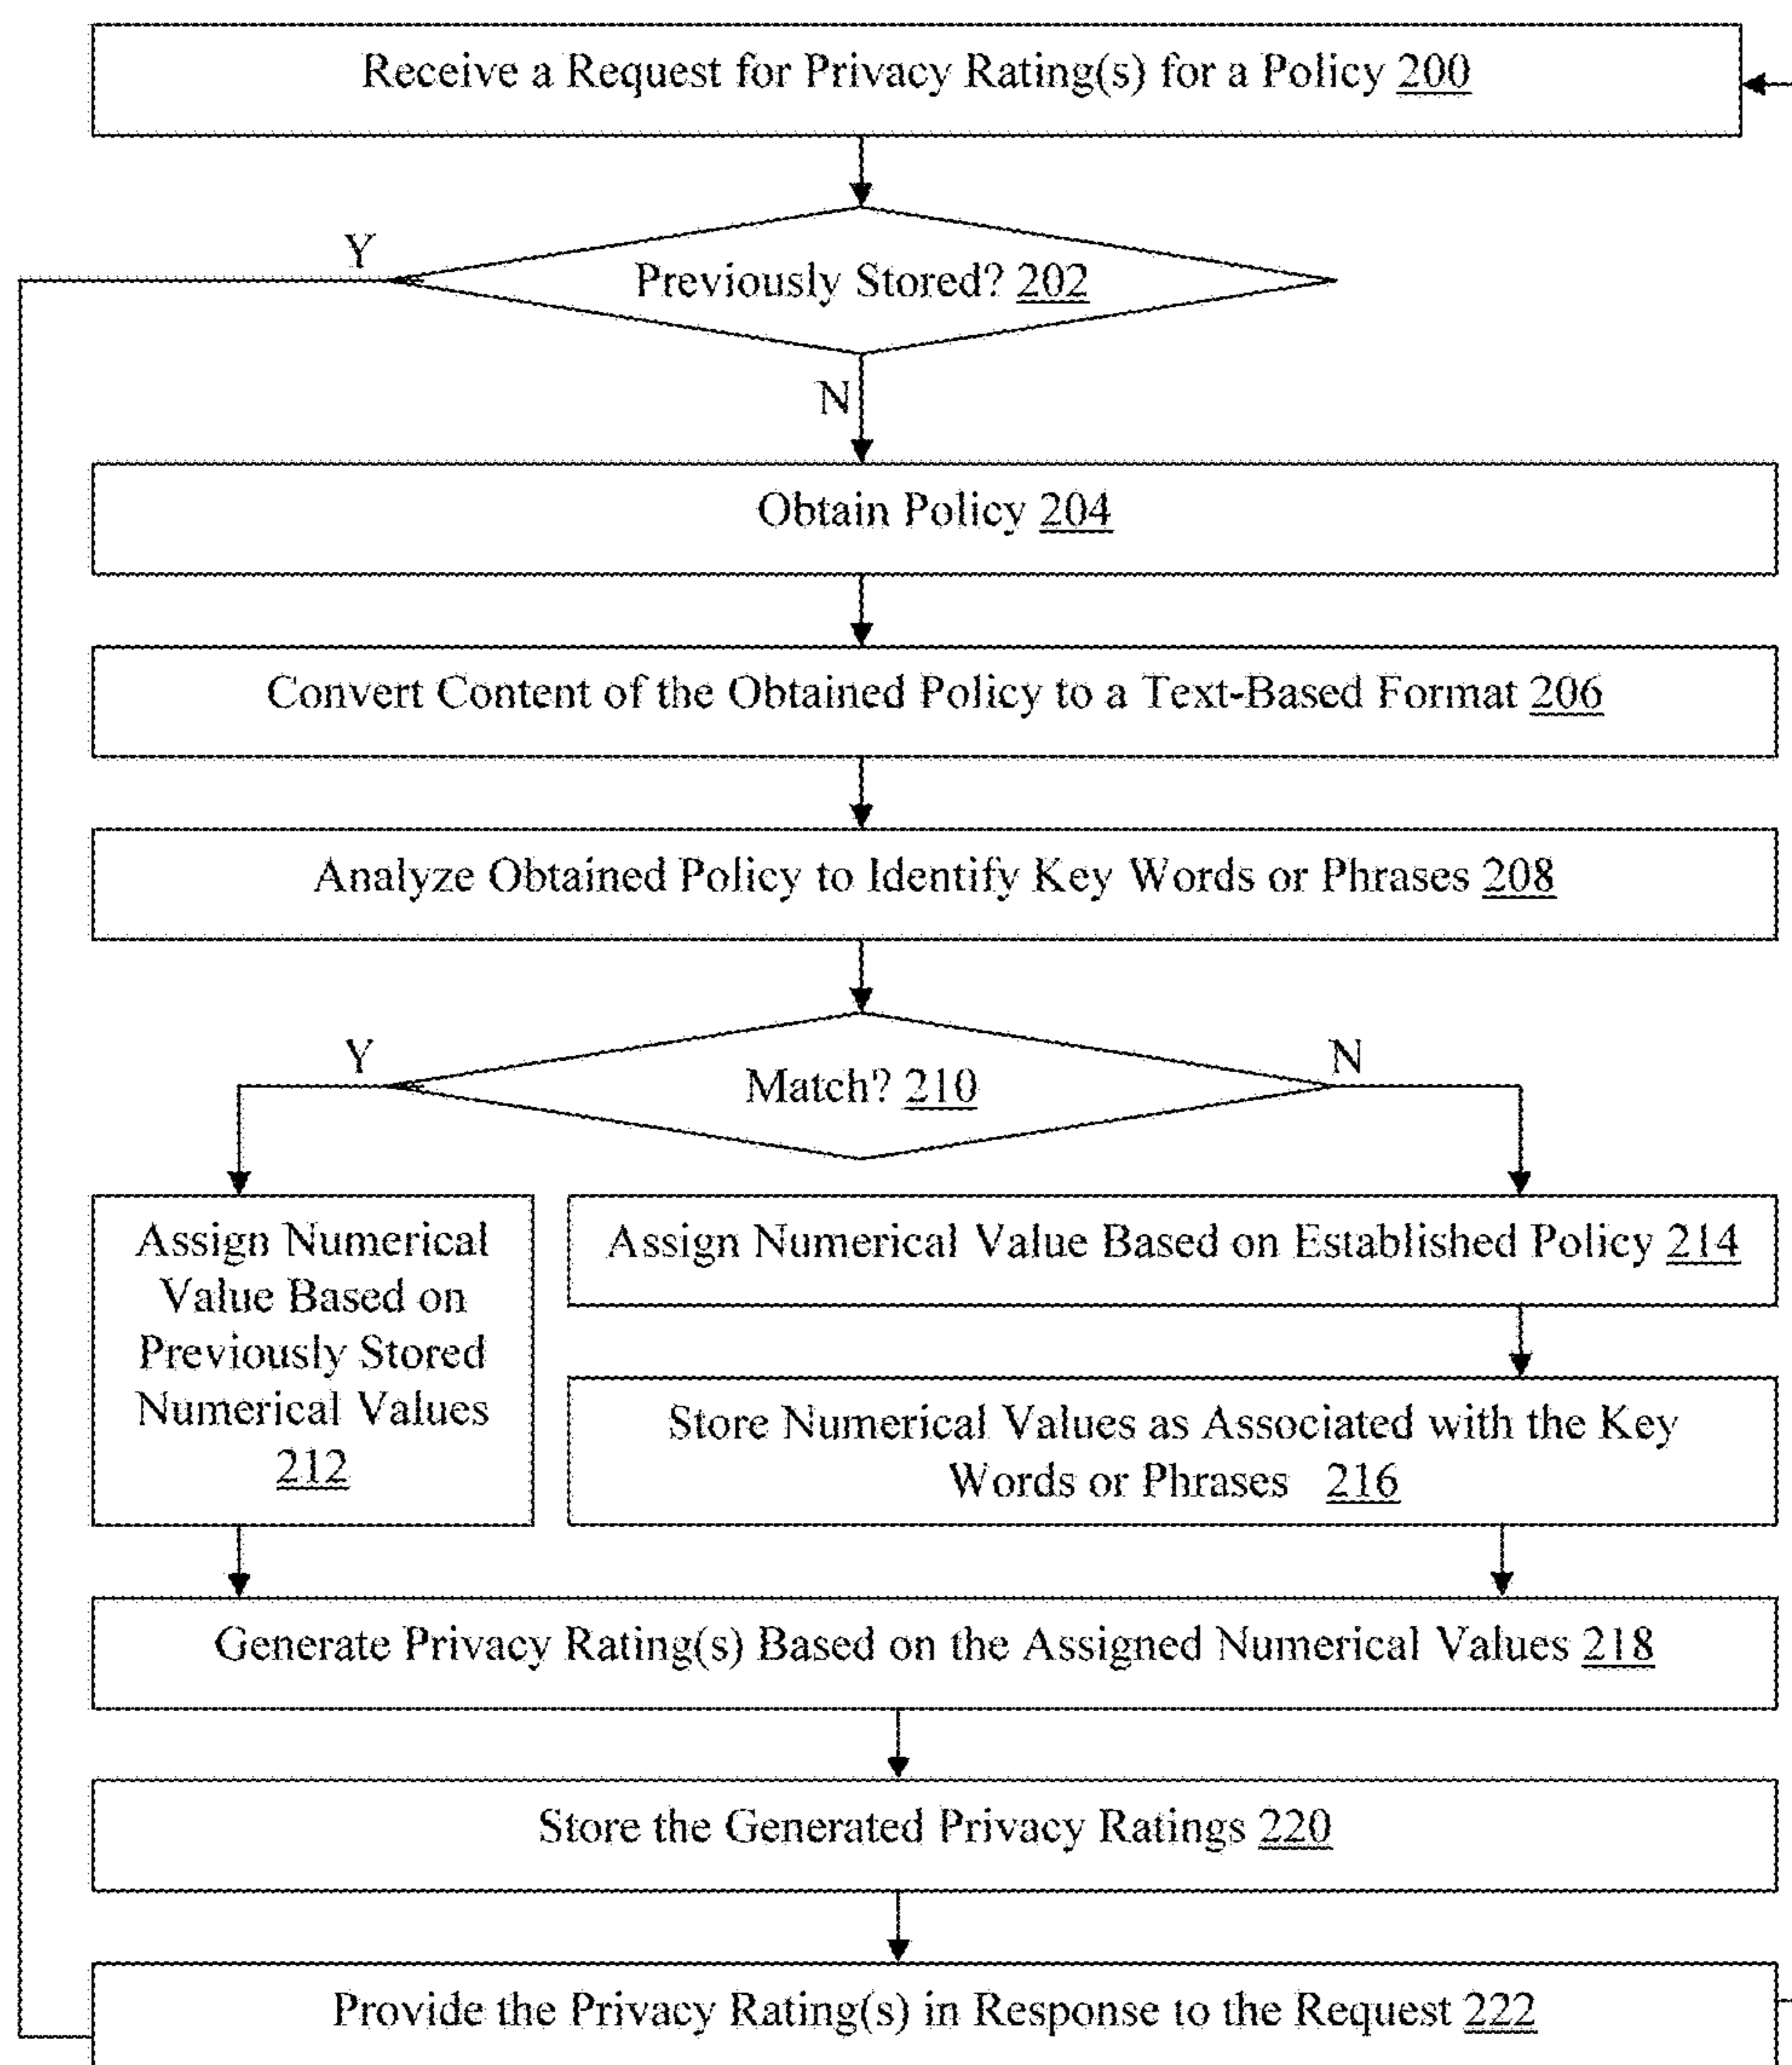 Receive a Request for Privacy Rating(s) for a Policy 200
Y
Previously Stored? 202
N
Obtain Policy 204
Convert Content of the Obtained Policy to a Text-Based Format 206
Analyze Obtained Policy to Identify Key Words or Phrases 208
Y
N
Match? 210
Assign Numerical
Value Based on
Previously Stored
Numerical Values
212
Assign Numerical Value Based on Established Policy 214
Store Numerical Values as Associated with the Key
Words or Phrases 216
Generate Privacy Rating(s) Based on the Assigned Numerical Values 218
Store the Generated Privacy Ratings 220
Provide the Privacy Rating(s) in Response to the Request 222